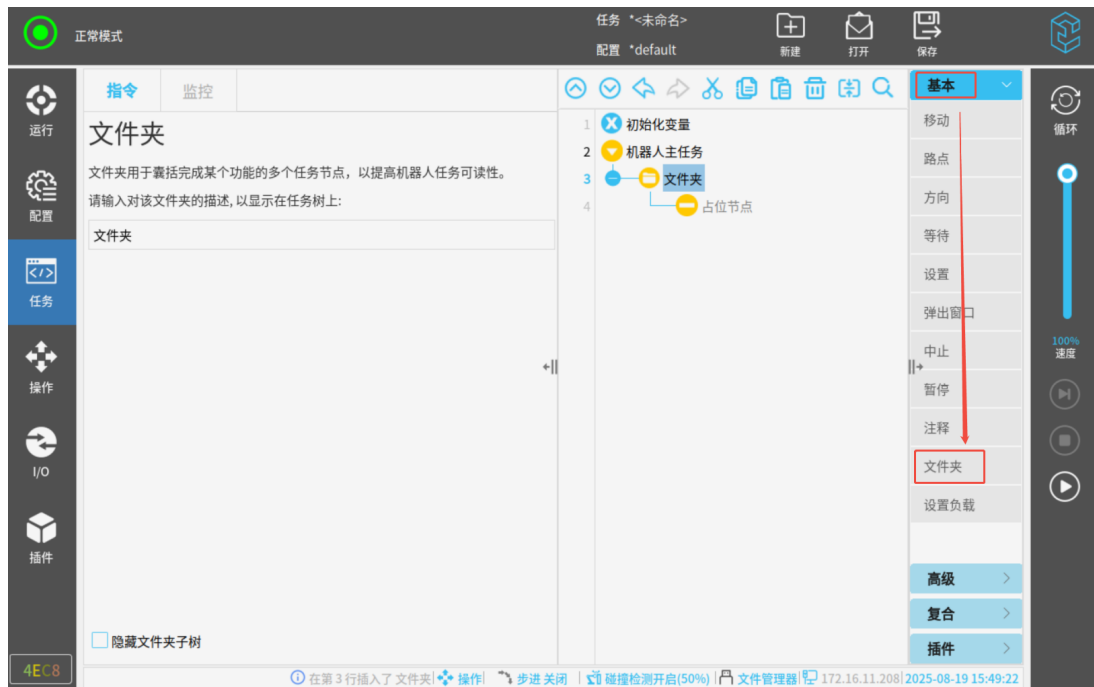 正常模式
任务 *<未命名>
配置 *default
新建
打开
保存
运行
配置
任务
操作
I/O
插件
4EC8
指令
监控
文件夹
文件夹用于囊括完成某个功能的多个任务节点，以提高机器人任务可读性。
请输入对该文件夹的描述, 以显示在任务树上:
文件夹
隐藏文件夹子树
1 初始化变量
2 机器人主任务
3 文件夹
4 占位节点
基本
移动
路点
方向
等待
设置
弹出窗口
中止
暂停
注释
文件夹
设置负载
高级
复合
插件
循环
100%
速度
在第 3 行插入了 文件夹 操作 步进 关闭 碰撞检测开启(50%) 文件管理器 172.16.11.208 2025-08-19 15:49:22